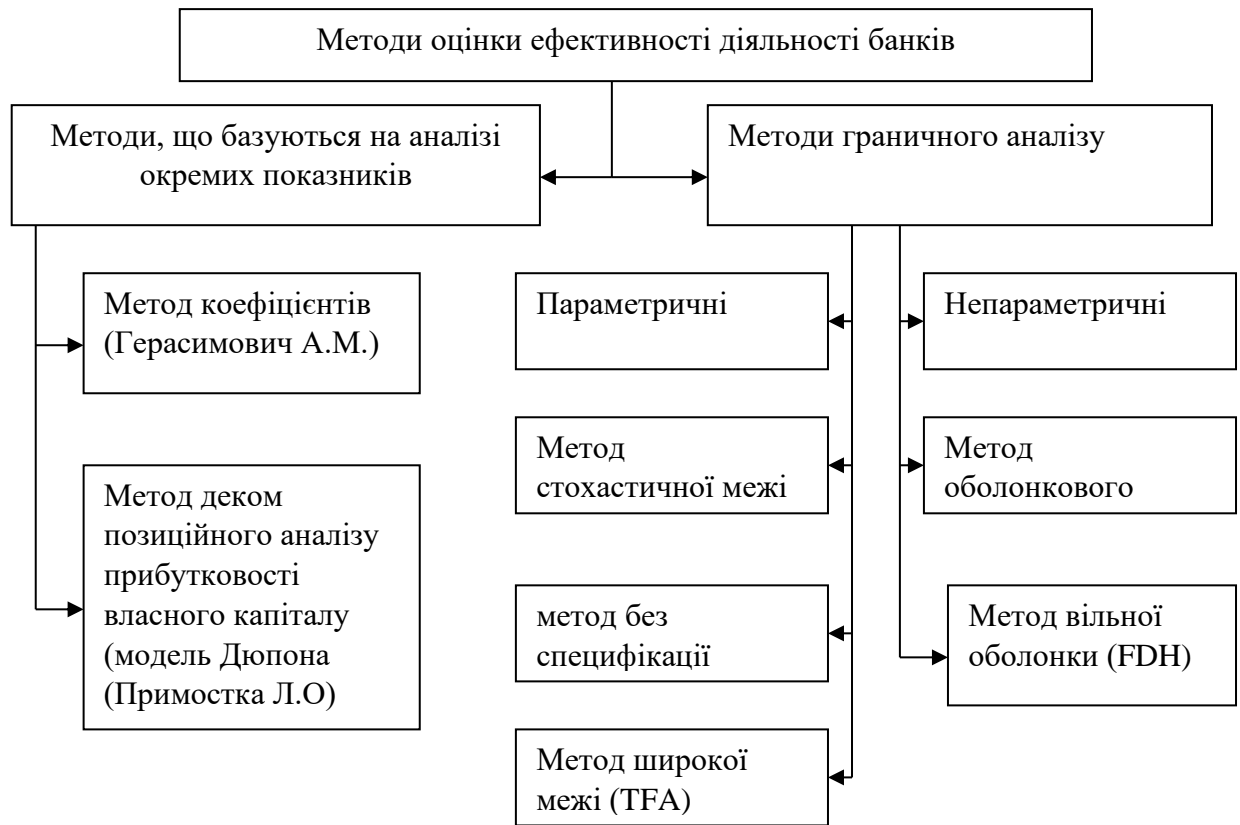 Методи оцінки ефективності діяльності банків
Методи, що базуються на аналізі
окремих показників
Методи граничного аналізу
Метод коефіцієнтів
(Герасимович А.М.)
Метод деком
позиційного аналізу
прибутковості
власного капіталу
(модель Дюпона
(Примостка Л.О)
Параметричні
Метод
стохастичної межі
метод без
специфікації
Метод широкої
межі (TFA)
Непараметричні
Метод
оболонкового
Метод вільної
оболонки (FDH)